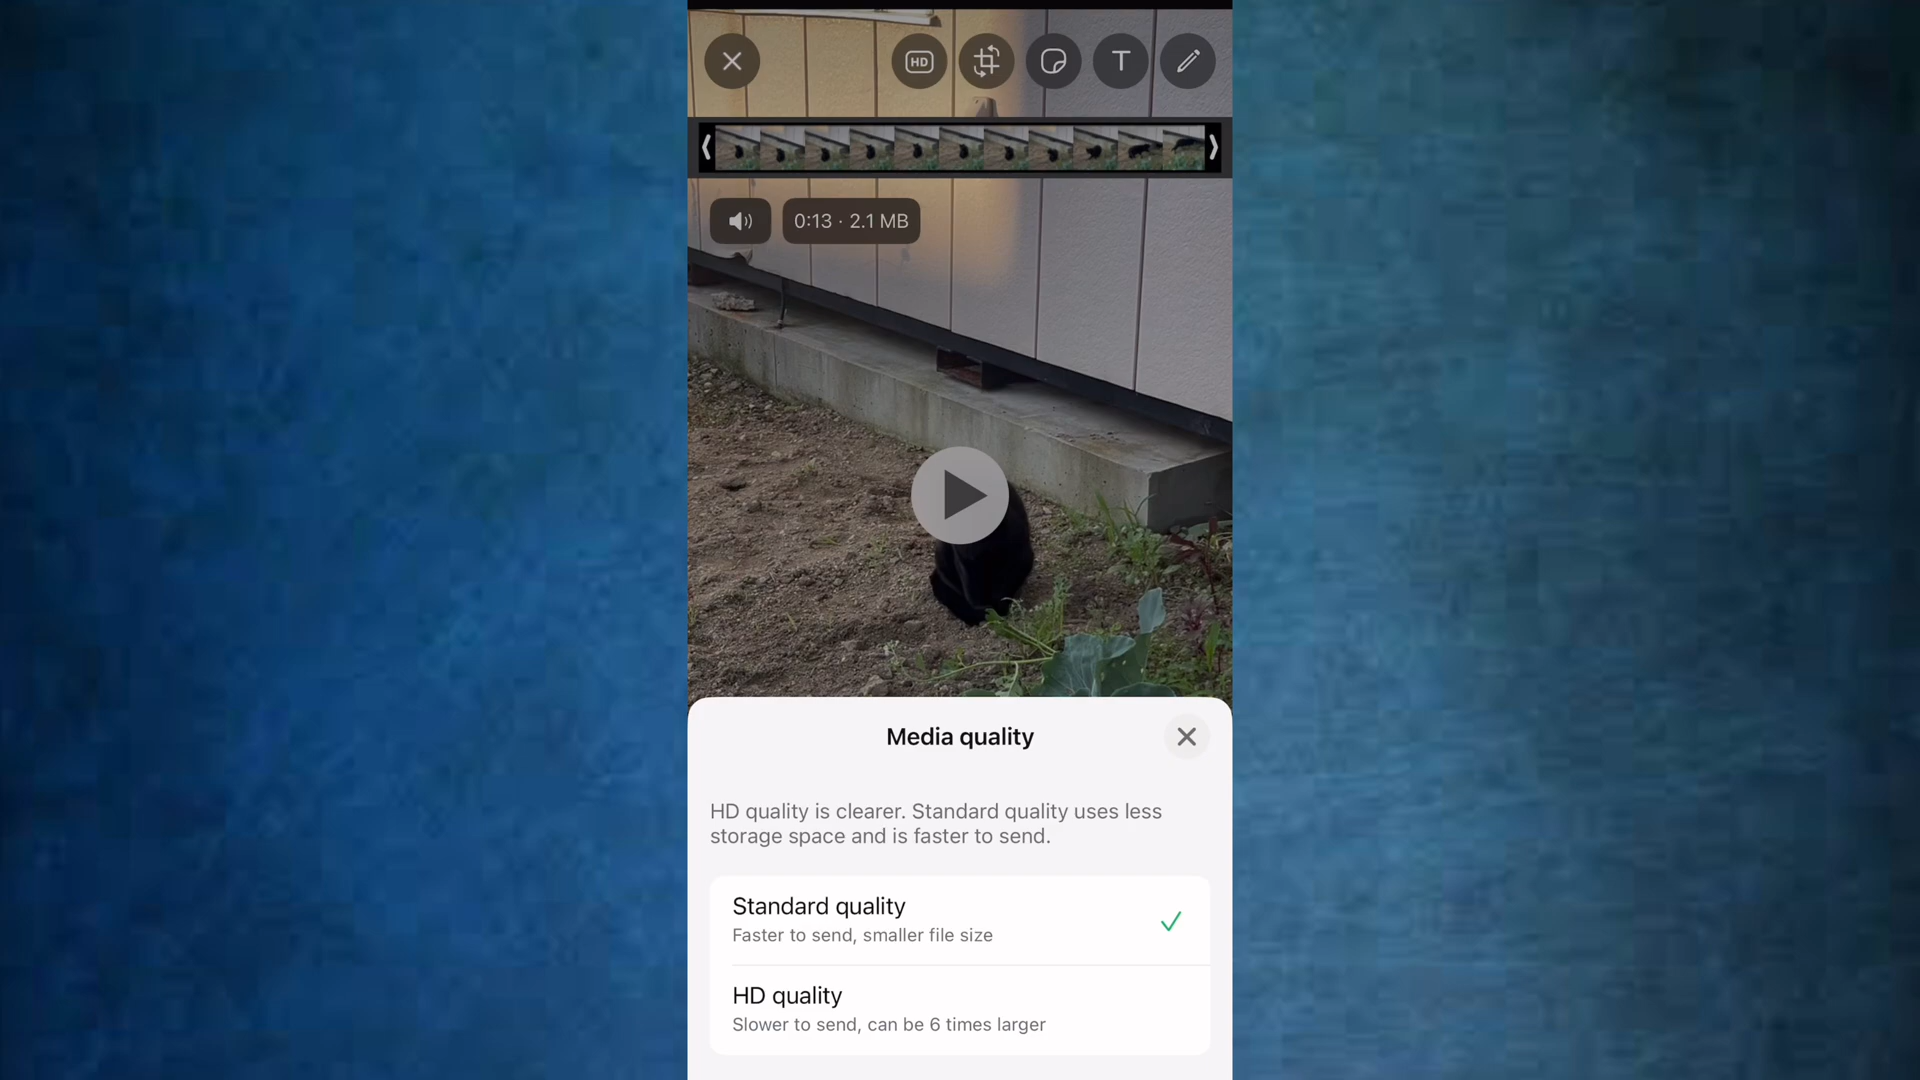 HD
T
0:13 · 2.1 MB
Media quality
HD quality is clearer. Standard quality uses less
storage space and is faster to send.
Standard quality
Faster to send, smaller file size
HD quality
Slower to send, can be 6 times larger